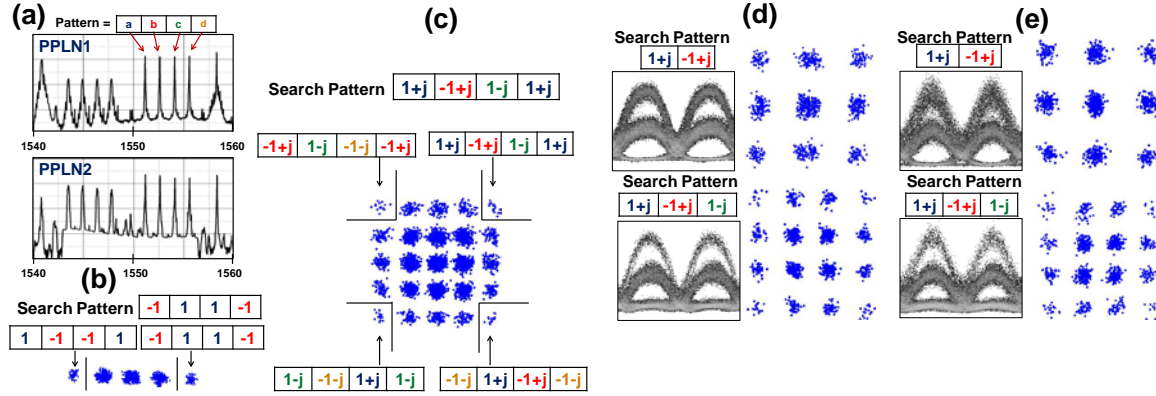 (a)
Pattern = a b c d
PPLN1
1540 1550 1560
PPLN2
1540 1550 1560
(b)
Search Pattern -1 1 1 -1
1 -1 -1 1 -1 1 1 -1
(c)
Search Pattern 1+j -1+j 1-j 1+j
-1+j 1-j -1-j -1+j 1+j -1+j 1-j 1+j
1-j -1-j 1+j 1-j -1-j 1+j -1+j -1-j
(d)
Search Pattern
1+j -1+j
Search Pattern
1+j -1+j 1-j
(e)
Search Pattern
1+j -1+j
Search Pattern
1+j -1+j 1-j